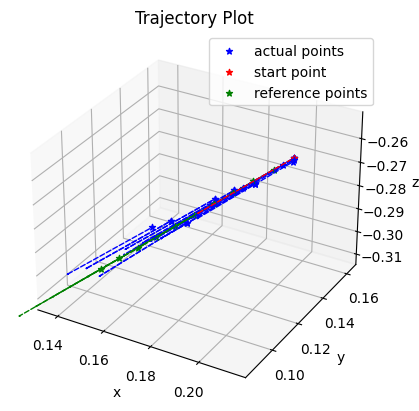 Trajectory Plot
actual points
start point
reference points
−0.26
−0.27
−0.28
−0.29
−0.30
−0.31
z
0.16
0.14
0.12
0.10
y
0.14
0.16
0.18
0.20
x